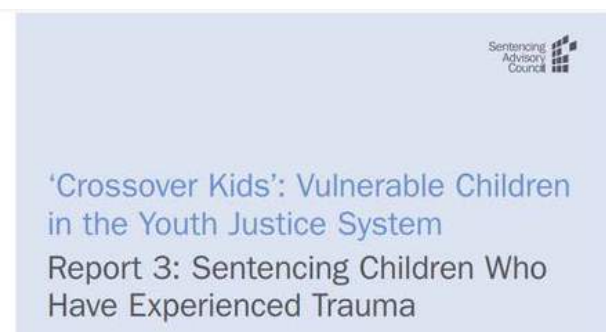 Sentencing
Advisory
Council
'Crossover Kids': Vulnerable Children
in the Youth Justice System
Report 3: Sentencing Children Who
Have Experienced Trauma